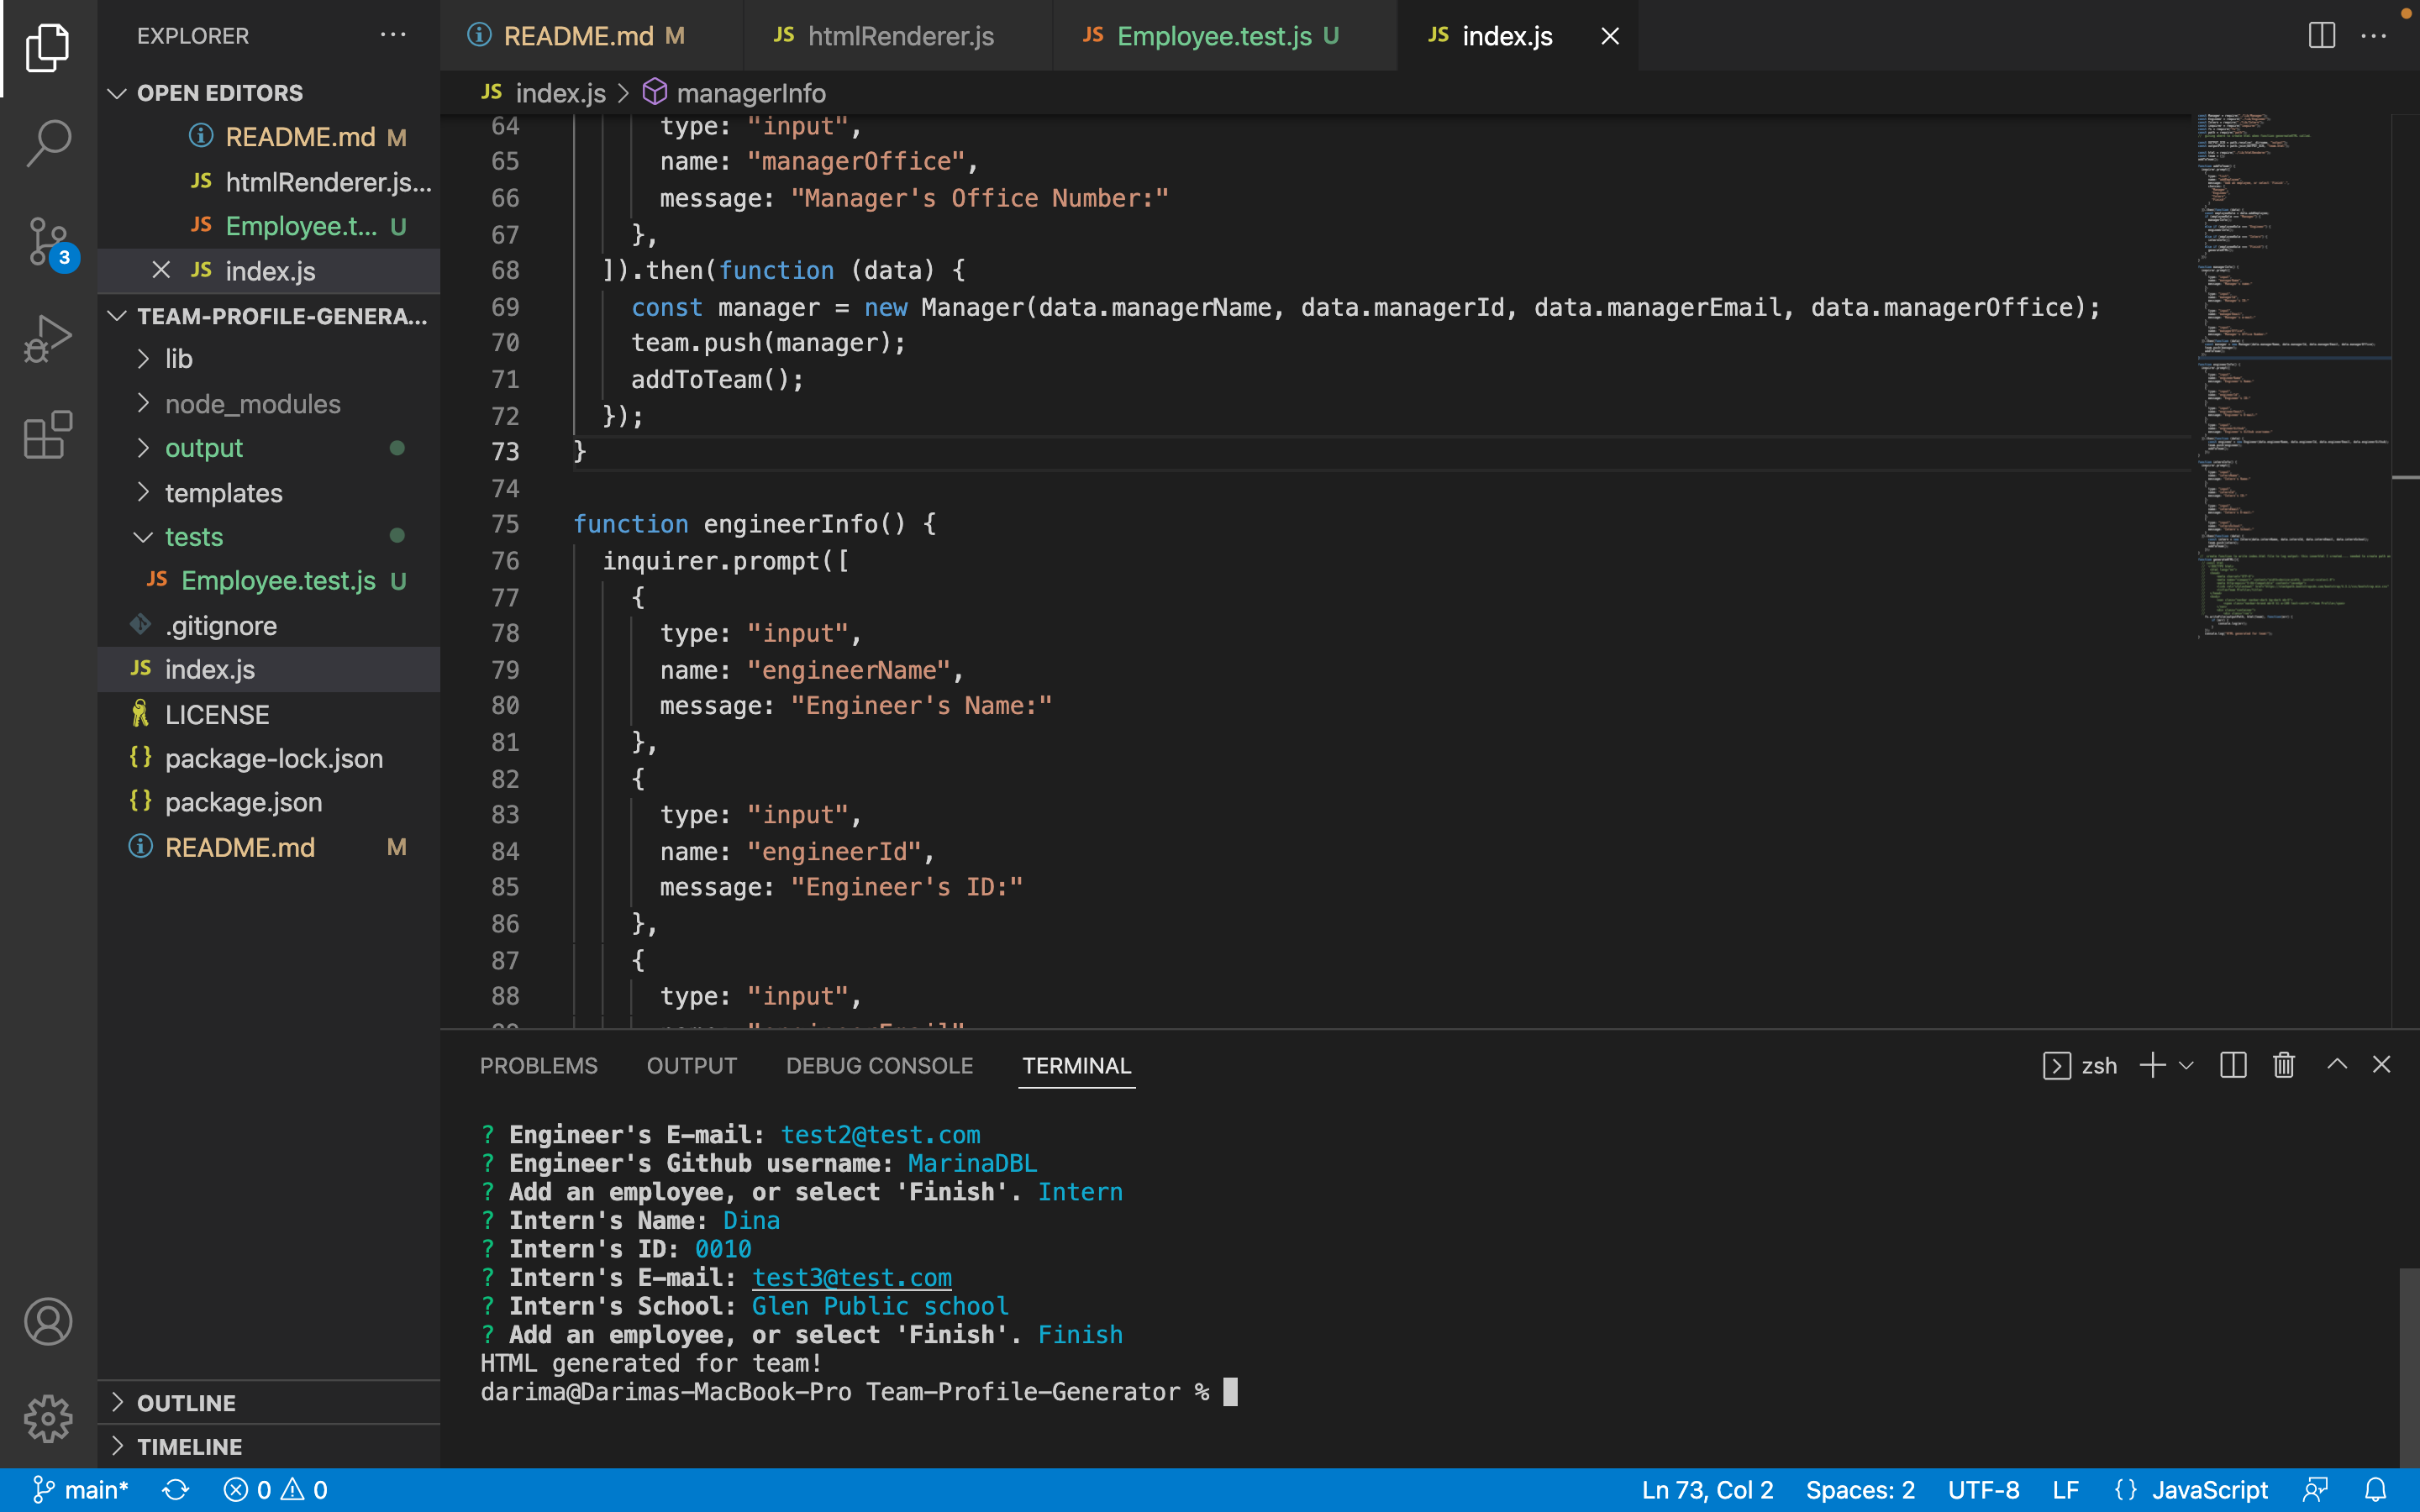 EXPLORER
OPEN EDITORS
README.md M
htmlRenderer.js...
Employee.t... U
index.js
TEAM-PROFILE-GENERA...
lib
node_modules
output
templates
tests
Employee.test.js U
.gitignore
index.js
LICENSE
package-lock.json
package.json
README.md M
OUTLINE
TIMELINE
3
README.md M
JS htmlRenderer.js
JS Employee.test.js U
JS index.js
JS index.js > managerInfo
64 type: "input",
65 name: "managerOffice",
66 message: "Manager's Office Number:"
67 },
68 ]).then(function (data) {
69 const manager = new Manager(data.managerName, data.managerId, data.managerEmail, data.managerOffice);
70 team.push(manager);
71 addToTeam();
72 });
73 }
74
75 function engineerInfo() {
76 inquirer.prompt([
77 {
78 type: "input",
79 name: "engineerName",
80 message: "Engineer's Name:"
81 },
82 {
83 type: "input",
84 name: "engineerId",
85 message: "Engineer's ID:"
86 },
87 {
88 type: "input",
PROBLEMS OUTPUT DEBUG CONSOLE TERMINAL
zsh
? Engineer's E-mail: test2@test.com
? Engineer's Github username: MarinaDBL
? Add an employee, or select 'Finish'. Intern
? Intern's Name: Dina
? Intern's ID: 0010
? Intern's E-mail: test3@test.com
? Intern's School: Glen Public school
? Add an employee, or select 'Finish'. Finish
HTML generated for team!
darima@Darimas-MacBook-Pro Team-Profile-Generator %
main* 0 0 Ln 73, Col 2 Spaces: 2 UTF-8 LF {} JavaScript